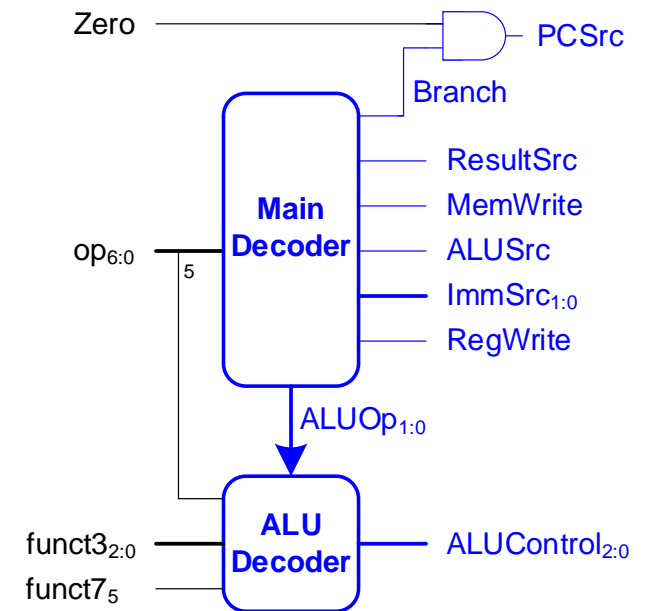 Zero
PCSrc
Branch
ResultSrc
Main
Decoder
MemWrite
op6:0
5
ALUSrc
ImmSrc1:0
RegWrite
ALUOp1:0
ALU
Decoder
funct32:0
ALUControl2:0
funct75